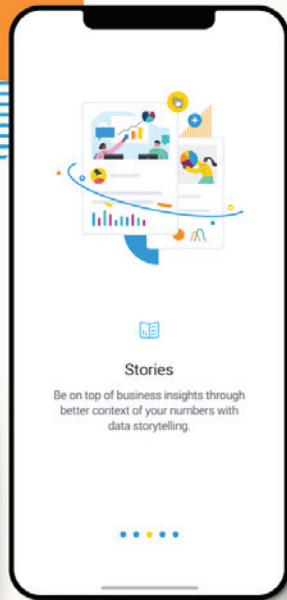 Stories
Be on top of business insights through
better context of your numbers with
data storytelling.